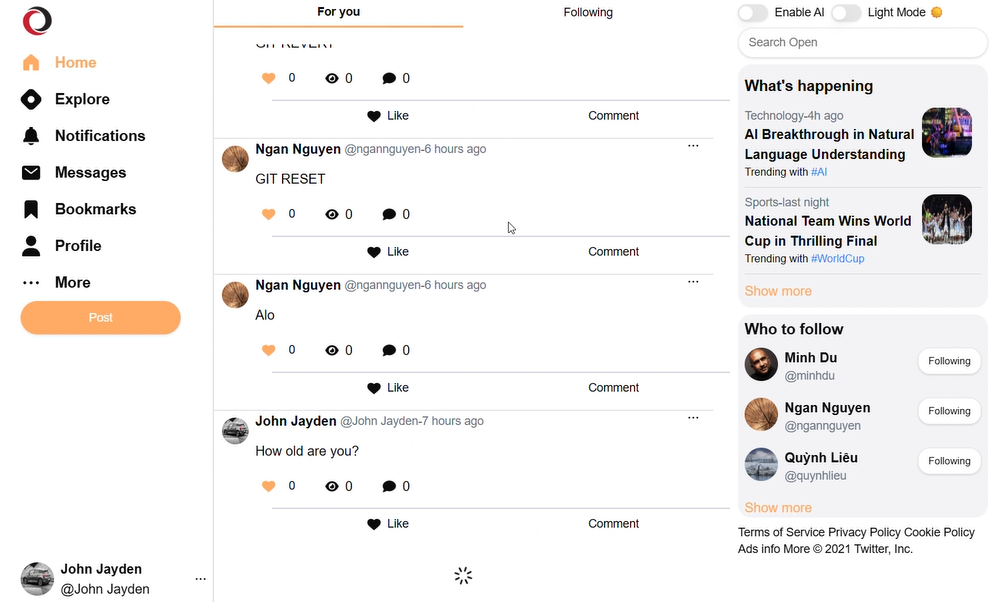 For you
Following
Enable AI
Light Mode
Search Open
Home
Explore
Notifications
Messages
Bookmarks
Profile
More
Post
GIT REVERT
0 0 0
Like
Comment
Ngan Nguyen @ngannguyen-6 hours ago
GIT RESET
0 0 0
Like
Comment
Ngan Nguyen @ngannguyen-6 hours ago
Alo
0 0 0
Like
Comment
John Jayden @John Jayden-7 hours ago
How old are you?
0 0 0
Like
Comment
What's happening
Technology-4h ago
AI Breakthrough in Natural
Language Understanding
Trending with #AI
Sports-last night
National Team Wins World
Cup in Thrilling Final
Trending with #WorldCup
Show more
Who to follow
Minh Du
@minhdu
Following
Ngan Nguyen
@ngannguyen
Following
Quỳnh Liêu
@quynhlieu
Following
Show more
Terms of Service Privacy Policy Cookie Policy
Ads info More © 2021 Twitter, Inc.
John Jayden
@John Jayden